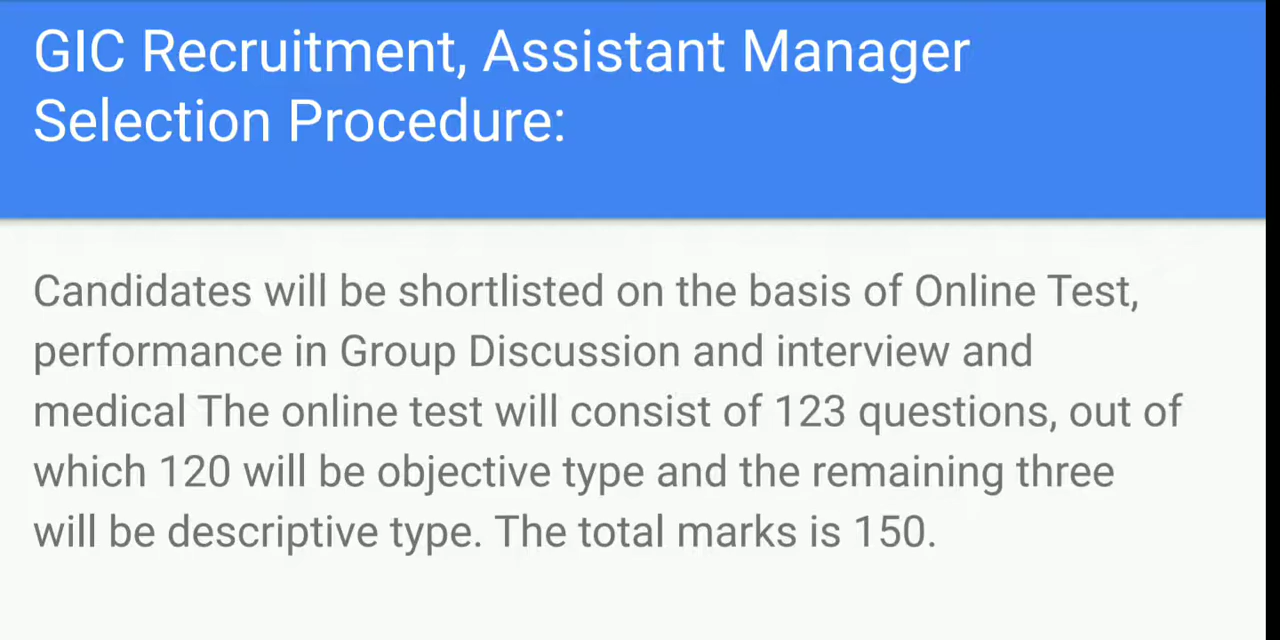 GIC Recruitment, Assistant Manager
Selection Procedure:
Candidates will be shortlisted on the basis of Online Test,
performance in Group Discussion and interview and
medical The online test will consist of 123 questions, out of
which 120 will be objective type and the remaining three
will be descriptive type. The total marks is 150.